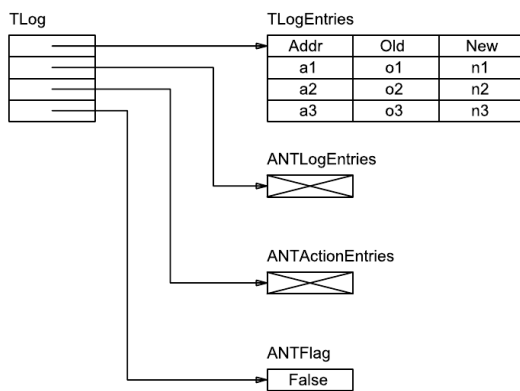 TLog
TLogEntries
Addr Old New
a1 o1 n1
a2 o2 n2
a3 o3 n3
ANTLogEntries
ANTActionEntries
ANTFlag
False